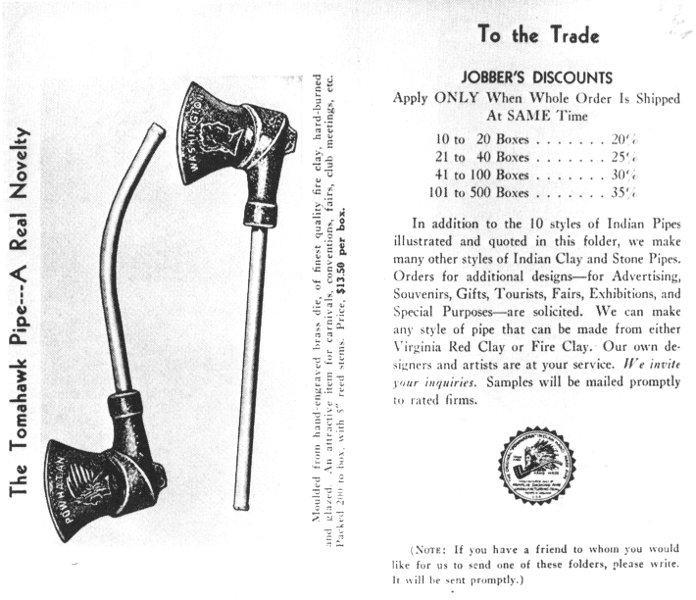 The Tomahawk Pipe---A Real Novelty
WASHINGTON
POWHATAN
Moulded from hand-engraved brass die, of finest quality fire clay, hard-burned
and glazed. An attractive item for carnivals, conventions, fairs, club meetings, etc.
Packed 200 to box, with 5" reed stems. Price, $13.50 per box.
To the Trade
JOBBER'S DISCOUNTS
Apply ONLY When Whole Order Is Shipped
At SAME Time
10 to 20 Boxes . . . . . . . 20%
21 to 40 Boxes . . . . . . . 25%
41 to 100 Boxes . . . . . . . 30%
101 to 500 Boxes . . . . . . . 35%
In addition to the 10 styles of Indian Pipes
illustrated and quoted in this folder, we make
many other styles of Indian Clay and Stone Pipes.
Orders for additional designs—for Advertising,
Souvenirs, Gifts, Tourists, Fairs, Exhibitions, and
Special Purposes—are solicited. We can make
any style of pipe that can be made from either
Virginia Red Clay or Fire Clay. Our own de-
signers and artists are at your service. We invite
your inquiries. Samples will be mailed promptly
to rated firms.
(NOTE: If you have a friend to whom you would
like for us to send one of these folders, please write.
It will be sent promptly.)